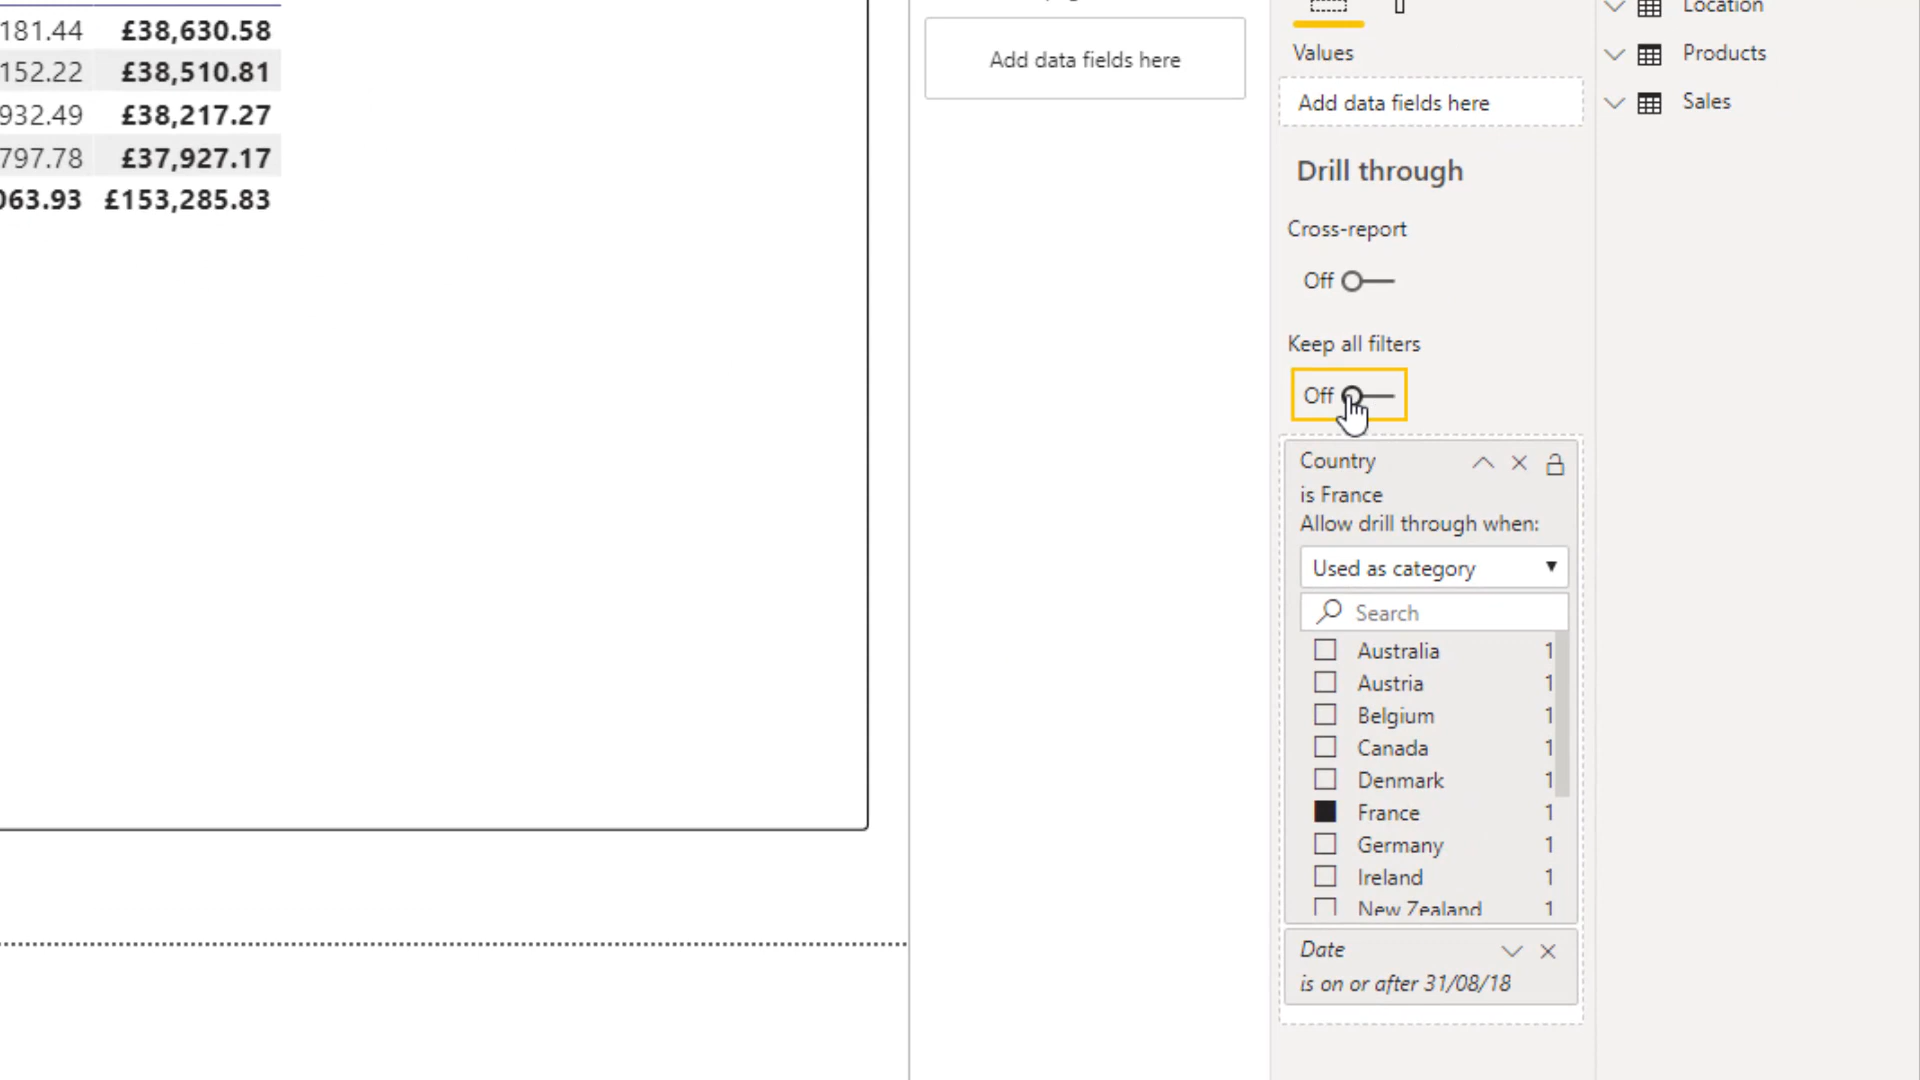 181.44 £38,630.58
152.22 £38,510.81
932.49 £38,217.27
797.78 £37,927.17
063.93 £153,285.83
Add data fields here
Values
Add data fields here
Drill through
Cross-report
Off
Keep all filters
Off
Country
is France
Allow drill through when:
Used as category
Search
Australia 1
Austria 1
Belgium 1
Canada 1
Denmark 1
France 1
Germany 1
Ireland 1
New Zealand 1
Date
is on or after 31/08/18
Location
Products
Sales